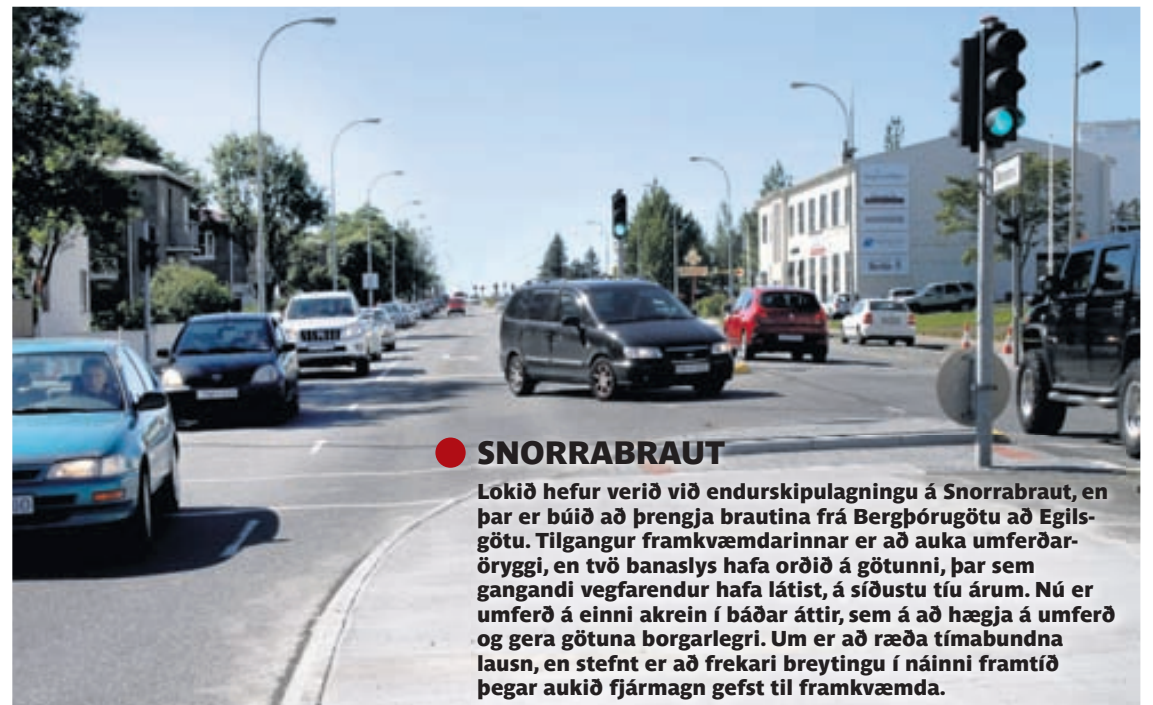 SNORRABRAUT
Lokið hefur verið við endurskipulagningu á Snorrabraut, en
þar er búið að þrengja brautina frá Bergþórugötu að Egils-
götu. Tilgangur framkvæmdarinnar er að auka umferðar-
öryggi, en tvö banaslys hafa orðið á götunni, þar sem
gangandi vegfarendur hafa látist, á síðustu tíu árum. Nú er
umferð á einni akrein í báðar áttir, sem á að hægja á umferð
og gera götuna borgarlegri. Um er að ræða tímabundna
lausn, en stefnt er að frekari breytingu í náinni framtíð
þegar aukið fjármagn gefst til framkvæmda.